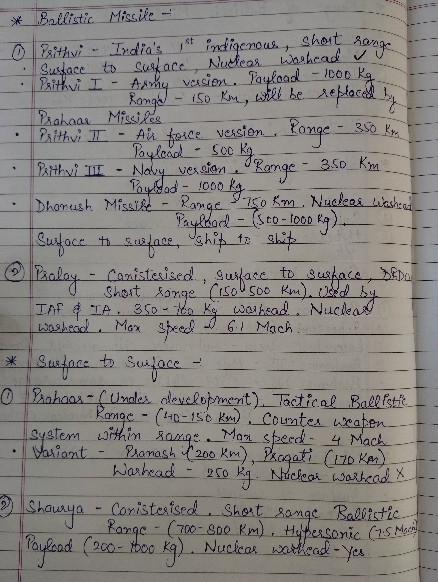 * Ballistic Missile :-
① Prithvi - India's 1st indigenous, short range
• Surface to surface, Nuclear warhead ✓
• Prithvi I - Army version. Payload - 1000 Kg
Range - 150 Km, will be replaced by
Prahaar Missiles
• Prithvi II - Air force version. Range - 350 Km
Payload - 500 Kg
• Prithvi III - Navy version. Range - 350 Km
Payload - 1000 Kg
• Dhanush Missile - Range - 750 Km. Nuclear warhead
Payload - (500-1000 Kg).
Surface to surface, ship to ship
② Pralay - Canisterised, surface to surface, DRDO
Short range (150-500 Km). Used by
IAF & IA. 350-700 Kg warhead. Nuclear
warhead. Max speed - 6.1 Mach.
* Surface to Surface :-
① Prahaar - (Under development). Tactical Ballistic
Range - (40-150 Km). Counter weapon
system within range. Max speed - 4 Mach
• Variant - Pranash (200 Km), Pragati (170 Km)
Warhead - 250 Kg. Nuclear warhead X
② Shaurya - Canisterised. Short range Ballistic
Range - (700-800 Km). Hypersonic (7.5 Mach)
Payload (200-1000 Kg). Nuclear warhead - Yes